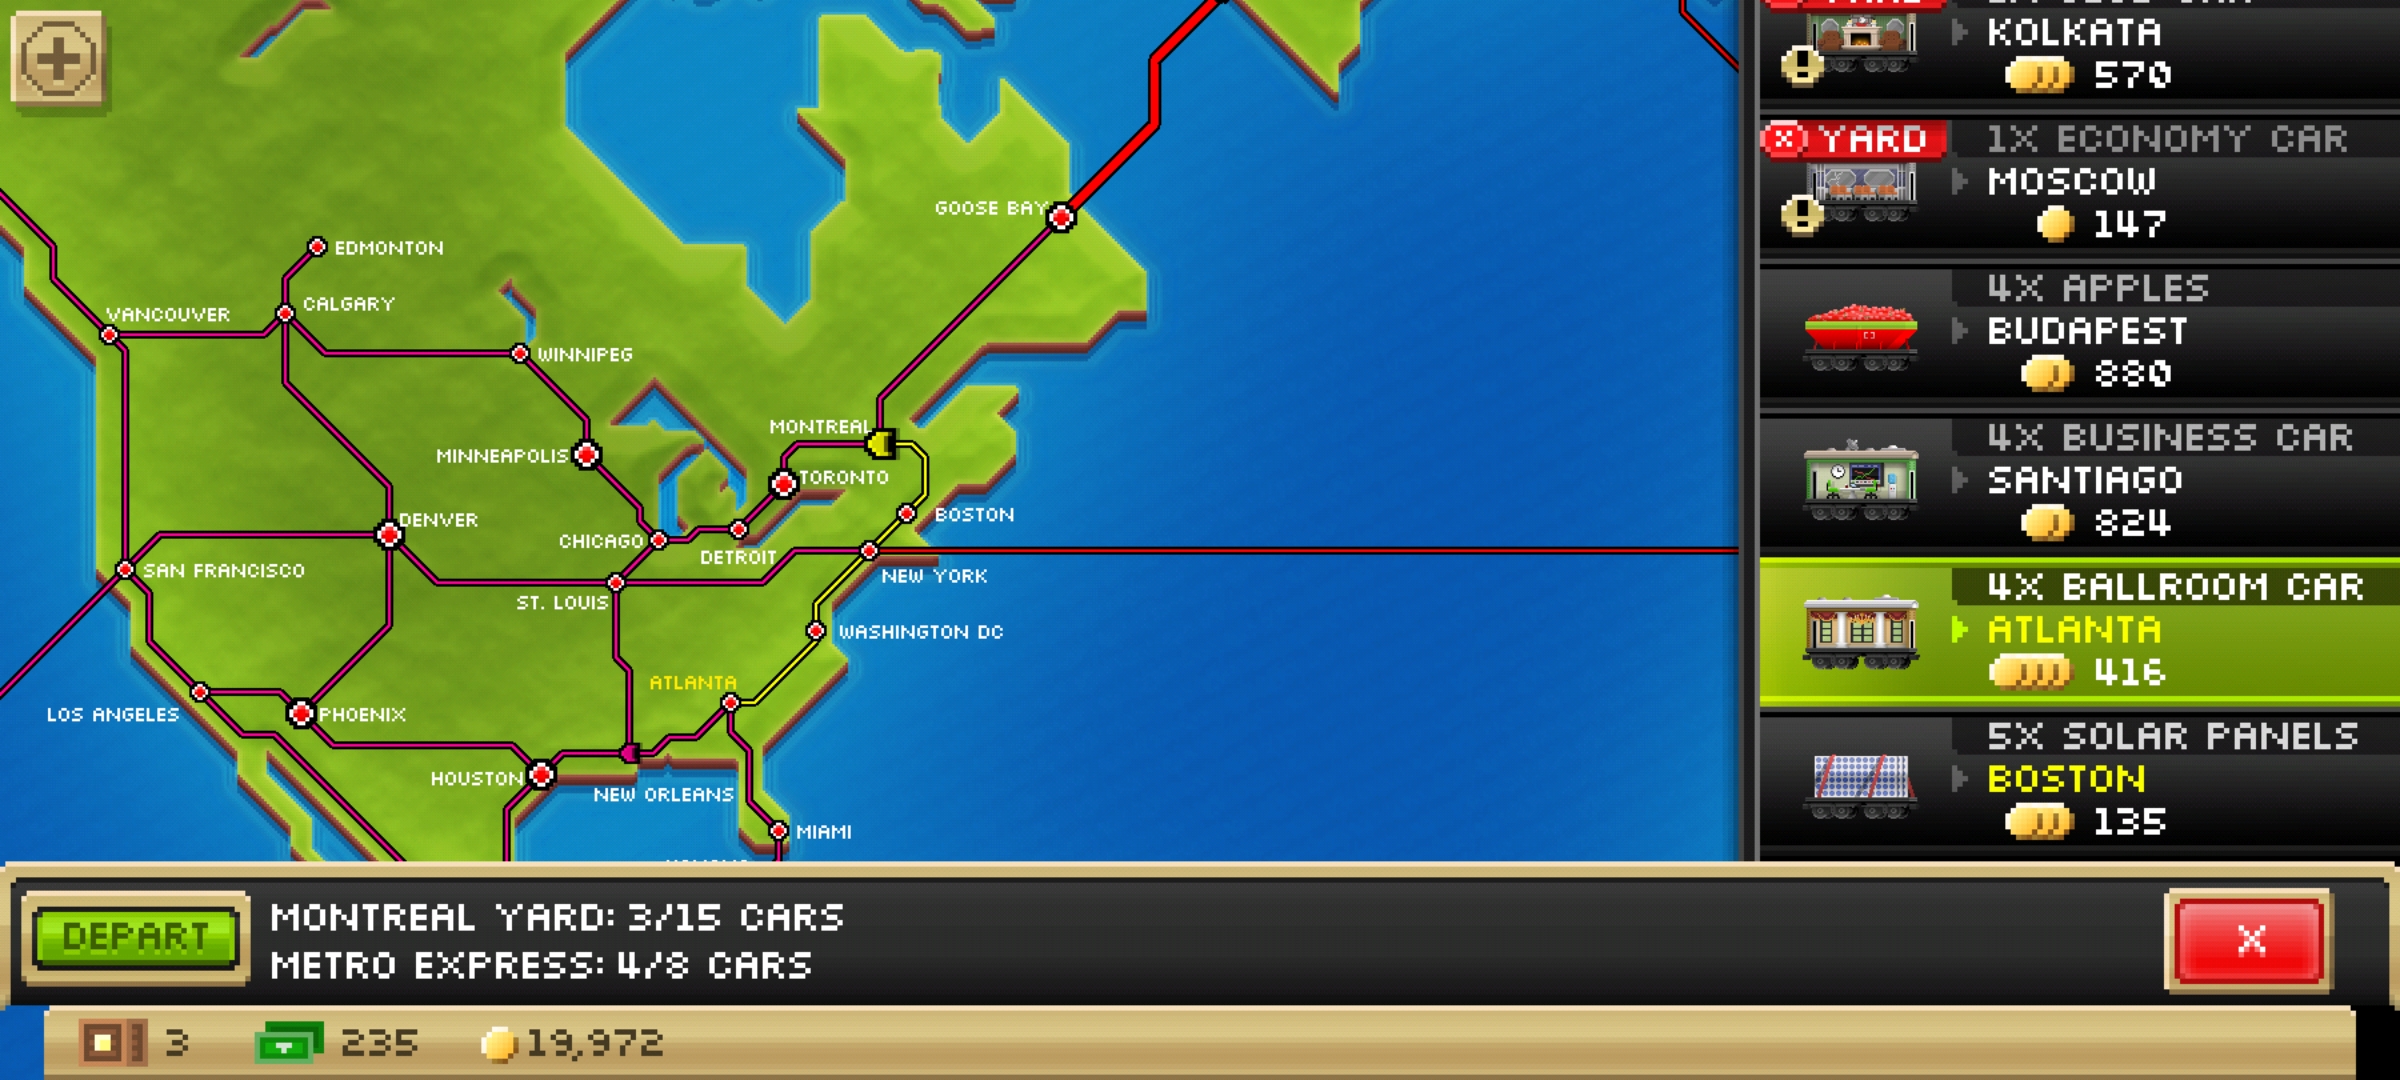 KOLKATA
570
YARD
1X ECONOMY CAR
MOSCOW
147
4X APPLES
BUDAPEST
880
4X BUSINESS CAR
SANTIAGO
824
4X BALLROOM CAR
ATLANTA
416
5X SOLAR PANELS
BOSTON
135
GOOSE BAY
EDMONTON
CALGARY
VANCOUVER
WINNIPEG
MONTREAL
MINNEAPOLIS
TORONTO
BOSTON
DENVER
CHICAGO
DETROIT
NEW YORK
SAN FRANCISCO
ST. LOUIS
WASHINGTON DC
ATLANTA
LOS ANGELES
PHOENIX
HOUSTON
NEW ORLEANS
MIAMI
DEPART
MONTREAL YARD: 3/15 CARS
METRO EXPRESS: 4/8 CARS
X
3
235
19,972